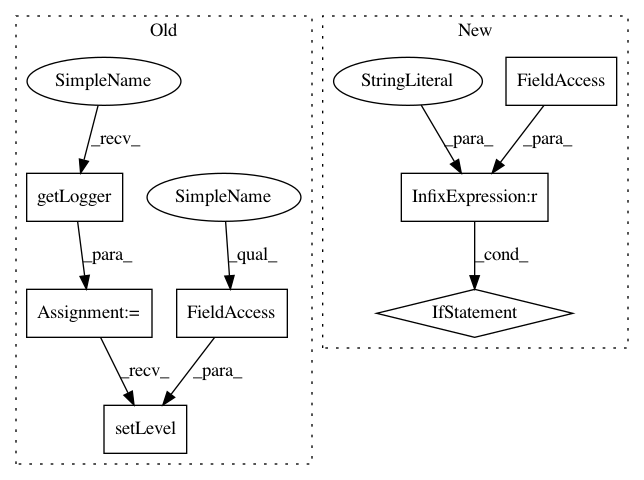 Old
New
SimpleName
StringLiteral
FieldAccess
_recv_
_para_
_para_
getLogger
SimpleName
InfixExpression:r
_para_
_qual_
_cond_
Assignment:=
FieldAccess
IfStatement
_recv_
_para_
setLevel